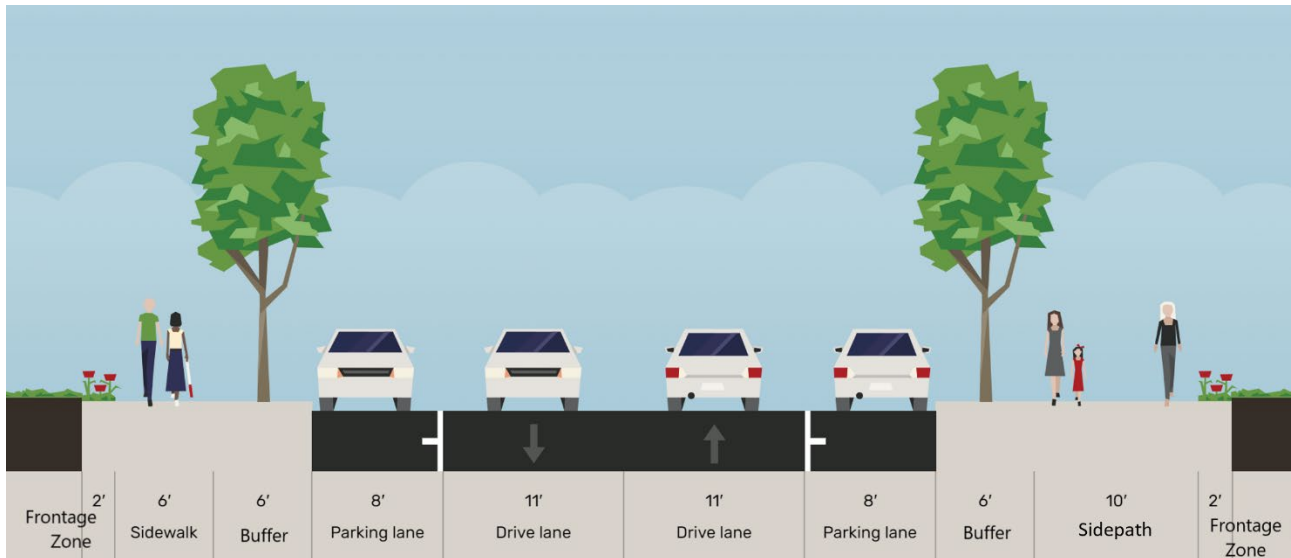 2'
Frontage
Zone
6'
Sidewalk
6'
Buffer
8'
Parking lane
11'
Drive lane
11'
Drive lane
8'
Parking lane
6'
Buffer
10'
Sidepath
2'
Frontage
Zone